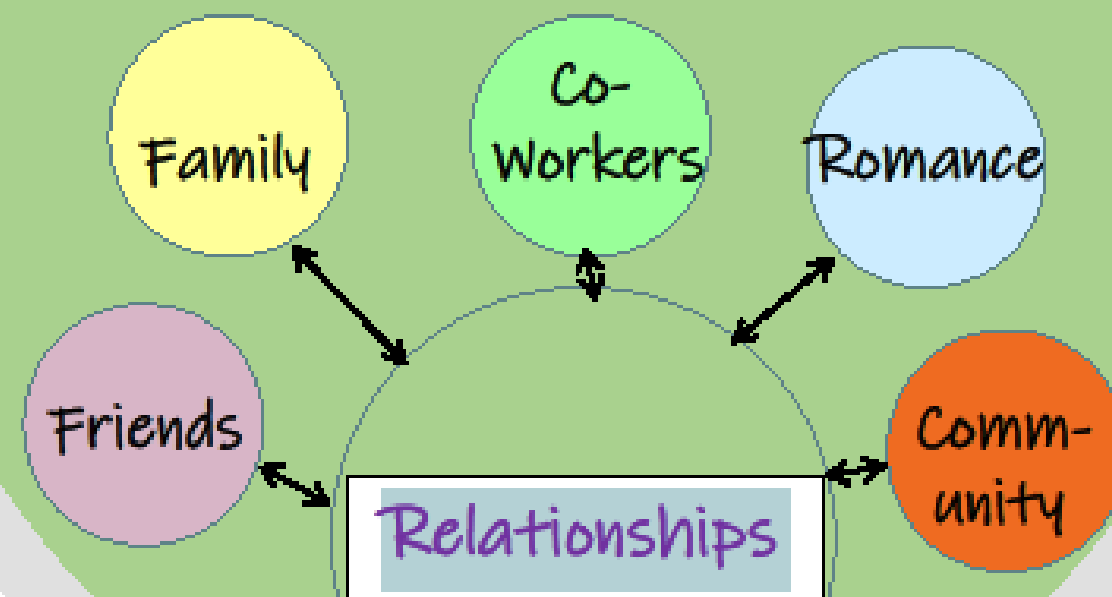 Family
Co-
Workers
Romance
Friends
Comm-
unity
Relationships